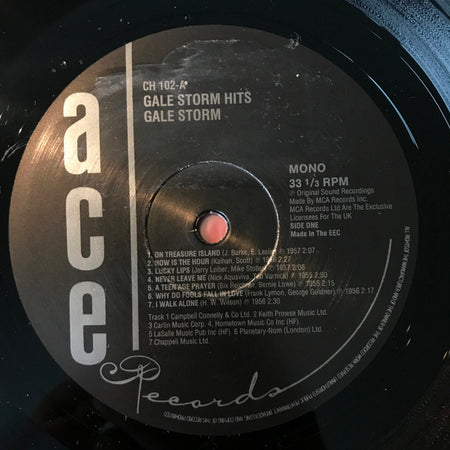 CH 102-A
GALE STORM HITS
GALE STORM
ace
Records
MONO
33 1/3 RPM
℗ Original Sound Recordings
Made By MCA Records Inc.
MCA Records Ltd Are The Exclusive
Licensees For The UK
SIDE ONE
Made In The EEC
1 ON TREASURE ISLAND (J. Burke, E. Leslie) ℗ 1957 2:07
2 NOW IS THE HOUR (Kaihan, Scott) ℗ 1956 2:27
3 LUCKY LIPS (Jerry Leiber, Mike Stoller) ℗ 1957 2:08
4 NEVER LEAVE ME (Nick Aquaviva, Ted Varnick) ℗ 1955 2:50
5 A TEEN AGE PRAYER (Bix Reichner, Bernie Lowe) ℗ 1955 2:11
6 WHY DO FOOLS FALL IN LOVE (Frank Lymon, George Goldner) ℗ 1956 2:17
7 I WALK ALONE (H. W. Wilson) ℗ 1956 2:30
Track 1 Campbell Connelly & Co Ltd. 2 Keith Prowse Music Ltd.
3 Carlin Music Corp. 4, Hometown Music Co Inc (HF)
5 LaSalle Music Pub Inc (HF) 6 Planetary-Nom (London) Ltd.
7 Chappell Music Ltd.